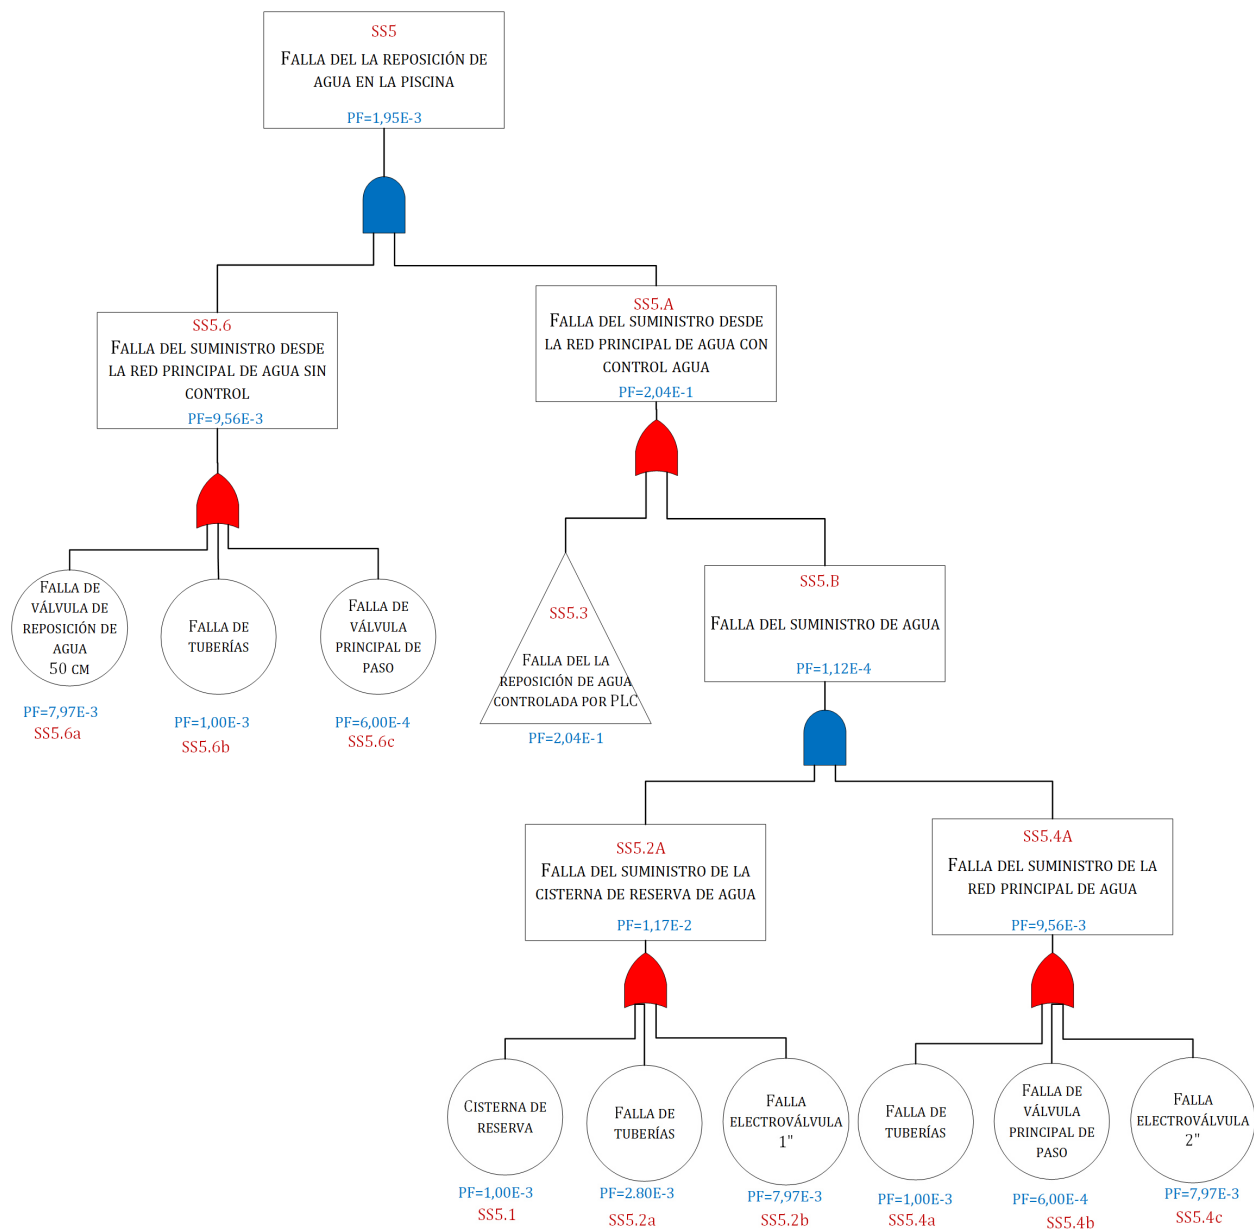 SS5
FALLA DEL LA REPOSICIÓN DE
AGUA EN LA PISCINA
PF=1,95E-3
SS5.6
FALLA DEL SUMINISTRO DESDE
LA RED PRINCIPAL DE AGUA SIN
CONTROL
PF=9,56E-3
SS5.A
FALLA DEL SUMINISTRO DESDE
LA RED PRINCIPAL DE AGUA CON
CONTROL AGUA
PF=2,04E-1
FALLA DE
VÁLVULA DE
REPOSICIÓN DE
AGUA
50 CM
PF=7,97E-3
SS5.6a
FALLA DE
TUBERÍAS
PF=1,00E-3
SS5.6b
FALLA DE
VÁLVULA
PRINCIPAL DE
PASO
PF=6,00E-4
SS5.6c
SS5.3
FALLA DEL LA
REPOSICIÓN DE AGUA
CONTROLADA POR PLC
PF=2,04E-1
SS5.B
FALLA DEL SUMINISTRO DE AGUA
PF=1,12E-4
SS5.2A
FALLA DEL SUMINISTRO DE LA
CISTERNA DE RESERVA DE AGUA
PF=1,17E-2
SS5.4A
FALLA DEL SUMINISTRO DE LA
RED PRINCIPAL DE AGUA
PF=9,56E-3
CISTERNA DE
RESERVA
PF=1,00E-3
SS5.1
FALLA DE
TUBERÍAS
PF=2.80E-3
SS5.2a
FALLA
ELECTROVÁLVULA
1"
PF=7,97E-3
SS5.2b
FALLA DE
TUBERÍAS
PF=1,00E-3
SS5.4a
FALLA DE
VÁLVULA
PRINCIPAL DE
PASO
PF=6,00E-4
SS5.4b
FALLA
ELECTROVÁLVULA
2"
PF=7,97E-3
SS5.4c